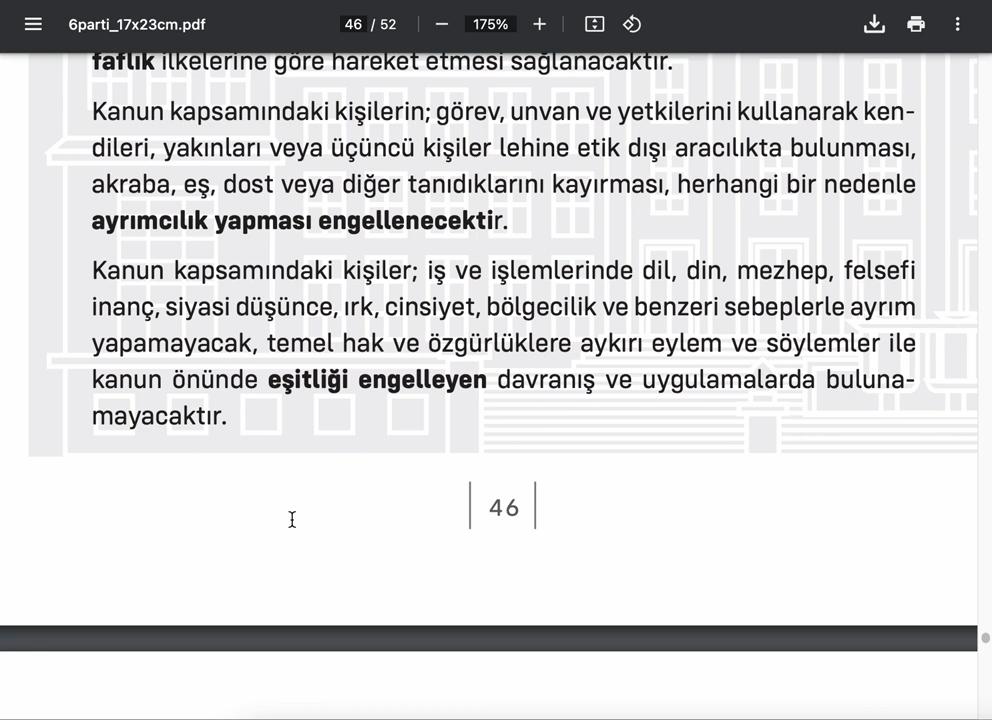 6parti_17x23cm.pdf
46 / 52
175%
faflık ilkelerine göre hareket etmesi sağlanacaktır.
Kanun kapsamındaki kişilerin; görev, unvan ve yetkilerini kullanarak ken-
dileri, yakınları veya üçüncü kişiler lehine etik dışı aracılıkta bulunması,
akraba, eş, dost veya diğer tanıdıklarını kayırması, herhangi bir nedenle
ayrımcılık yapması engellenecektir.
Kanun kapsamındaki kişiler; iş ve işlemlerinde dil, din, mezhep, felsefi
inanç, siyasi düşünce, ırk, cinsiyet, bölgecilik ve benzeri sebeplerle ayrım
yapamayacak, temel hak ve özgürlüklere aykırı eylem ve söylemler ile
kanun önünde eşitliği engelleyen davranış ve uygulamalarda buluna-
mayacaktır.
46